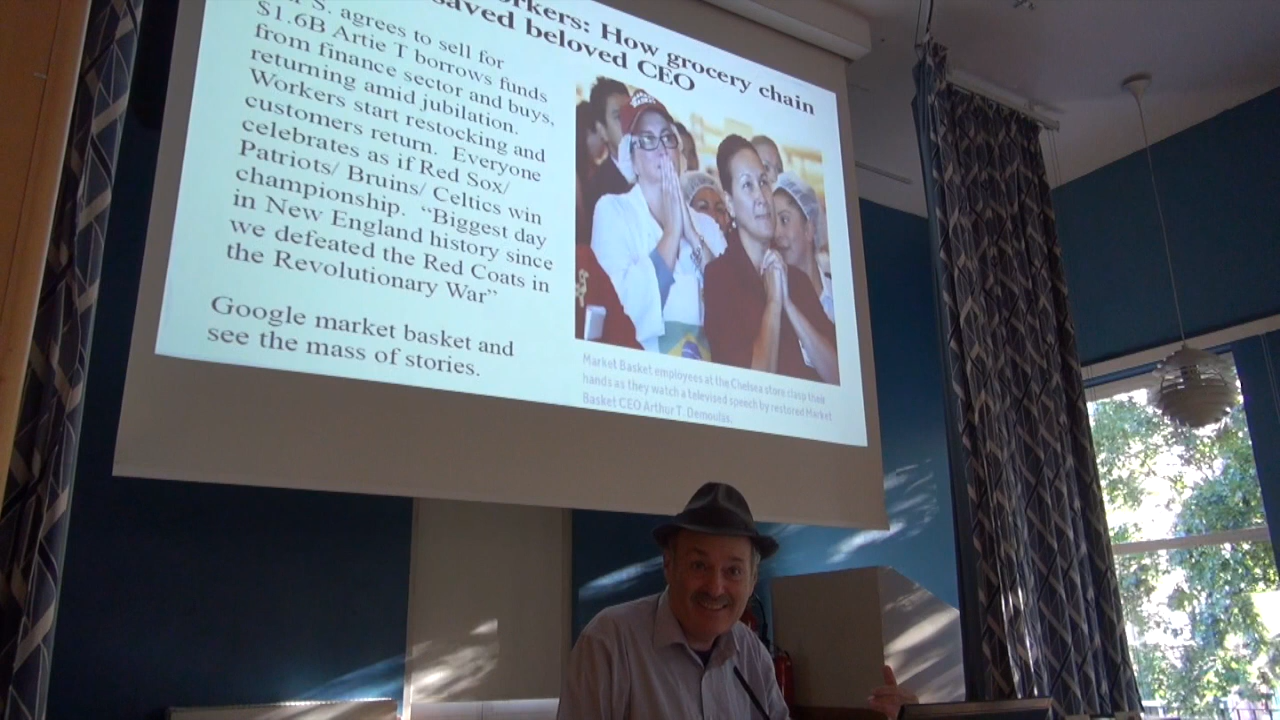 rkers: How grocery chain
saved beloved CEO
S. agrees to sell for
$1.6B Artie T borrows funds
from finance sector and buys,
returning amid jubilation.
Workers start restocking and
customers return. Everyone
celebrates as if Red Sox/
Patriots/ Bruins/ Celtics win
championship. “Biggest day
in New England history since
we defeated the Red Coats in
the Revolutionary War”
Google market basket and
see the mass of stories.
Market Basket employees at the Chelsea store clasp their
hands as they watch a televised speech by restored Market
Basket CEO Arthur T. Demoulas.